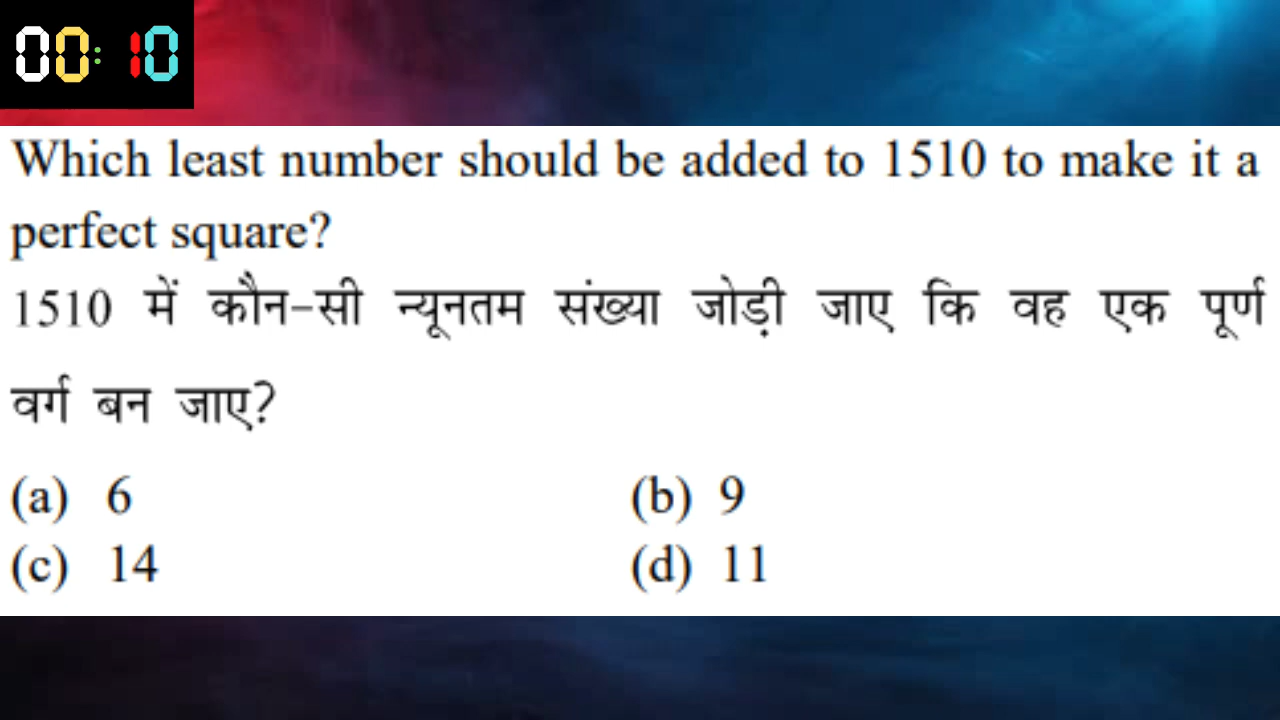 00:10
Which least number should be added to 1510 to make it a
perfect square?
1510 में कौन-सी न्यूनतम संख्या जोड़ी जाए कि वह एक पूर्ण
वर्ग बन जाए?
(a) 6 (b) 9
(c) 14 (d) 11